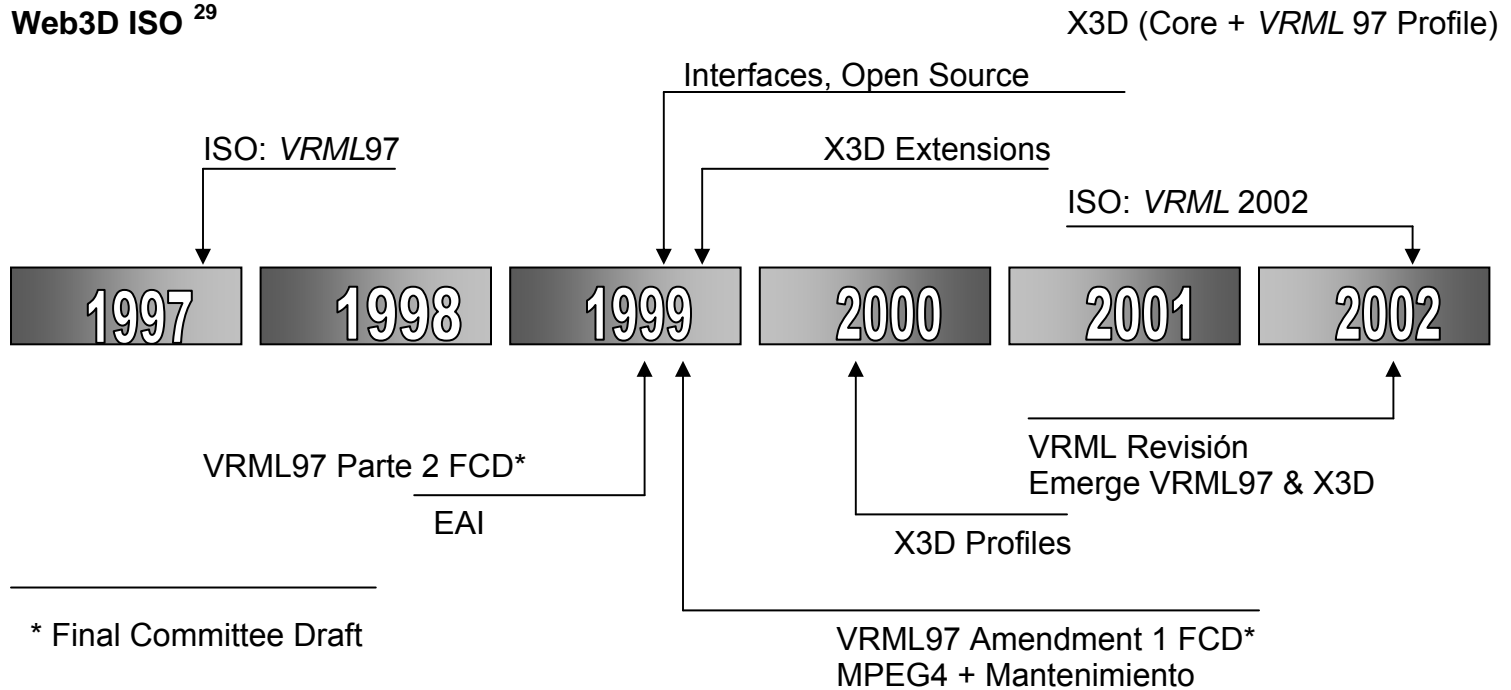 Web3D ISO 29
X3D (Core + VRML 97 Profile)
Interfaces, Open Source
ISO: VRML97
X3D Extensions
ISO: VRML 2002
1997
1998
1999
2000
2001
2002
VRML97 Parte 2 FCD*
EAI
VRML Revisión
Emerge VRML97 & X3D
X3D Profiles
* Final Committee Draft
VRML97 Amendment 1 FCD*
MPEG4 + Mantenimiento